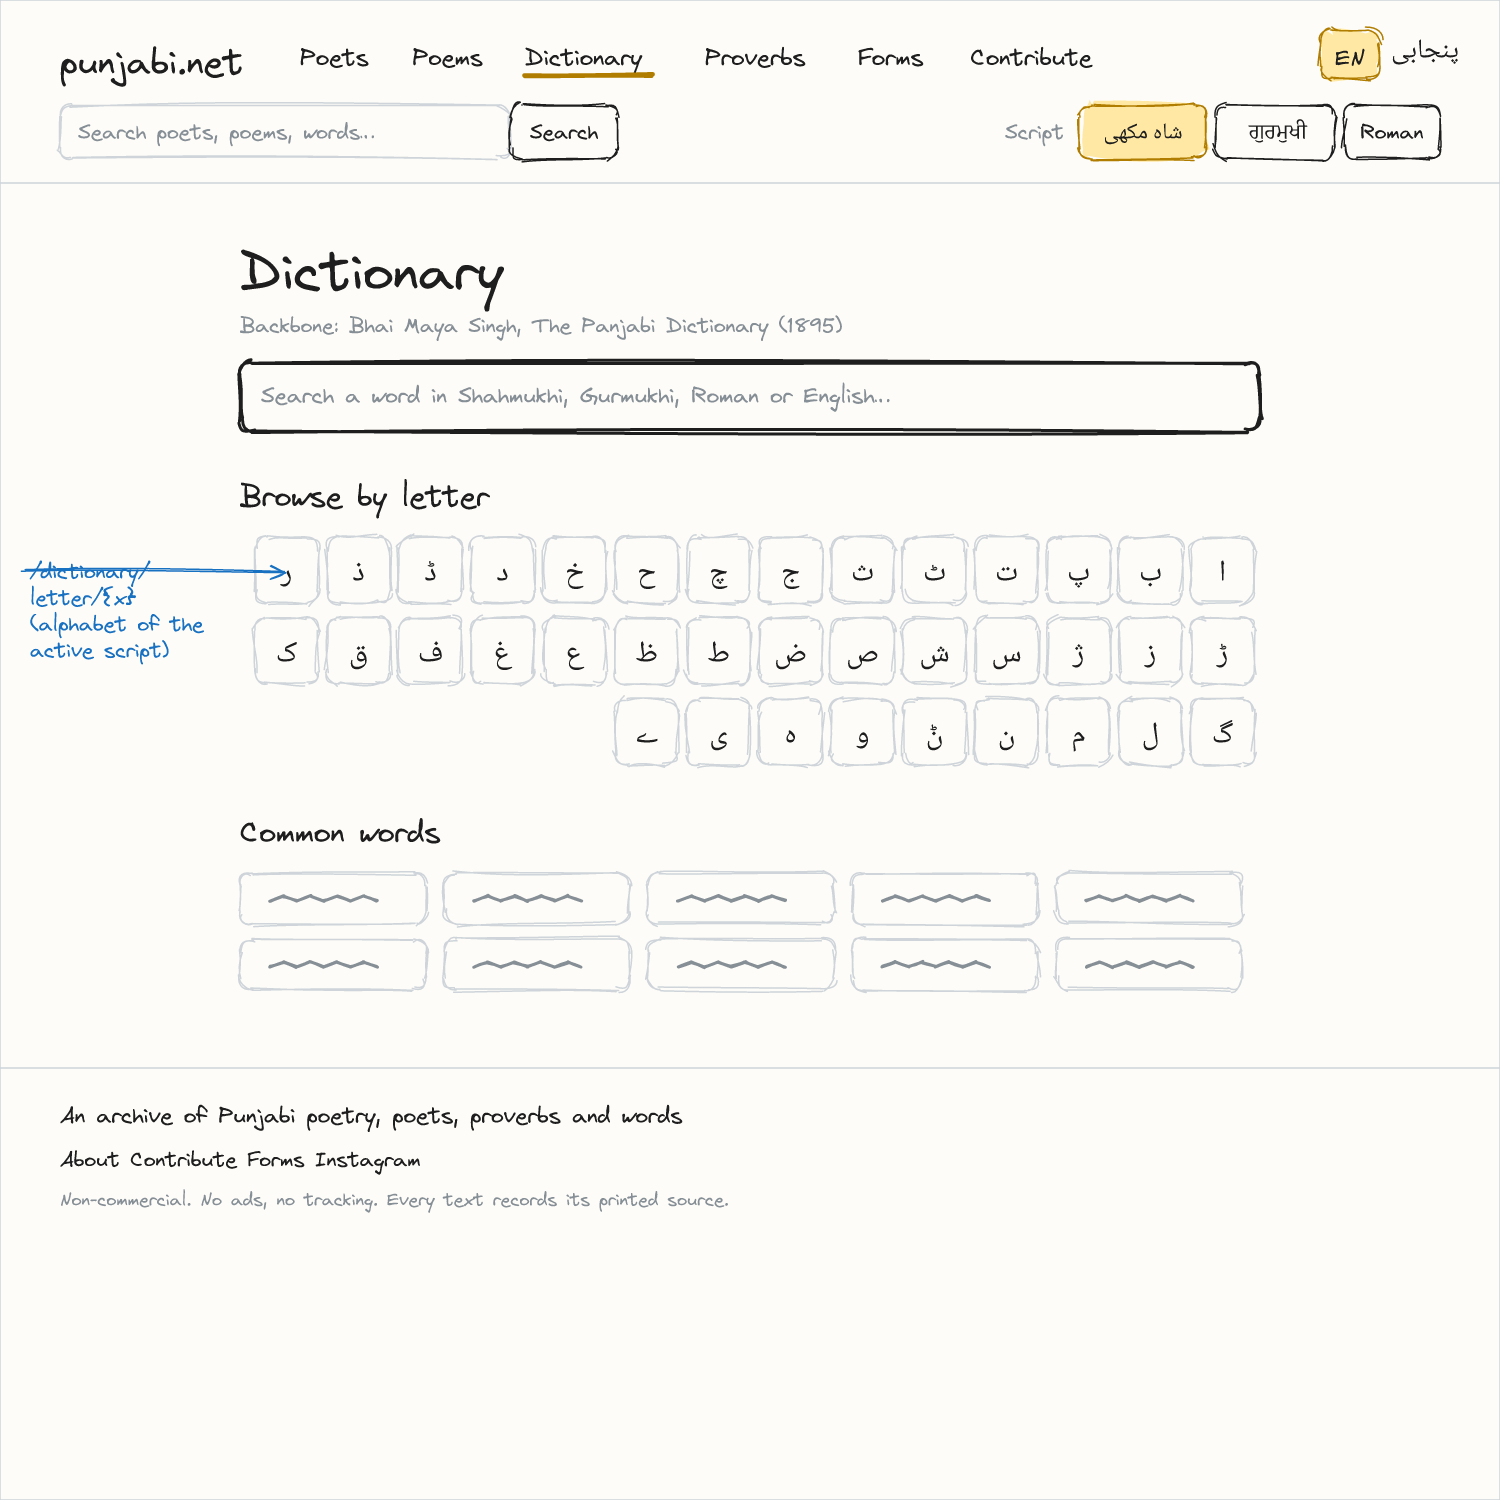 punjabi.net Poets Poems Dictionary Proverbs Forms Contribute EN پنجابی
Search poets, poems, words... Search Script شاہ مکھی ਗੁਰਮੁਖੀ Roman
Dictionary
Backbone: Bhai Maya Singh, The Panjabi Dictionary (1895)
Search a word in Shahmukhi, Gurmukhi, Roman or English...
Browse by letter
ا ب پ ت ٹ ث ج چ ح خ د ڈ ذ ر
ڑ ز ژ س ش ص ض ط ظ ع غ ف ق ک
گ ل م ن ݨ و ہ ی ے
/dictionary/
letter/{x}
(alphabet of the
active script)
Common words
An archive of Punjabi poetry, poets, proverbs and words
About Contribute Forms Instagram
Non-commercial. No ads, no tracking. Every text records its printed source.